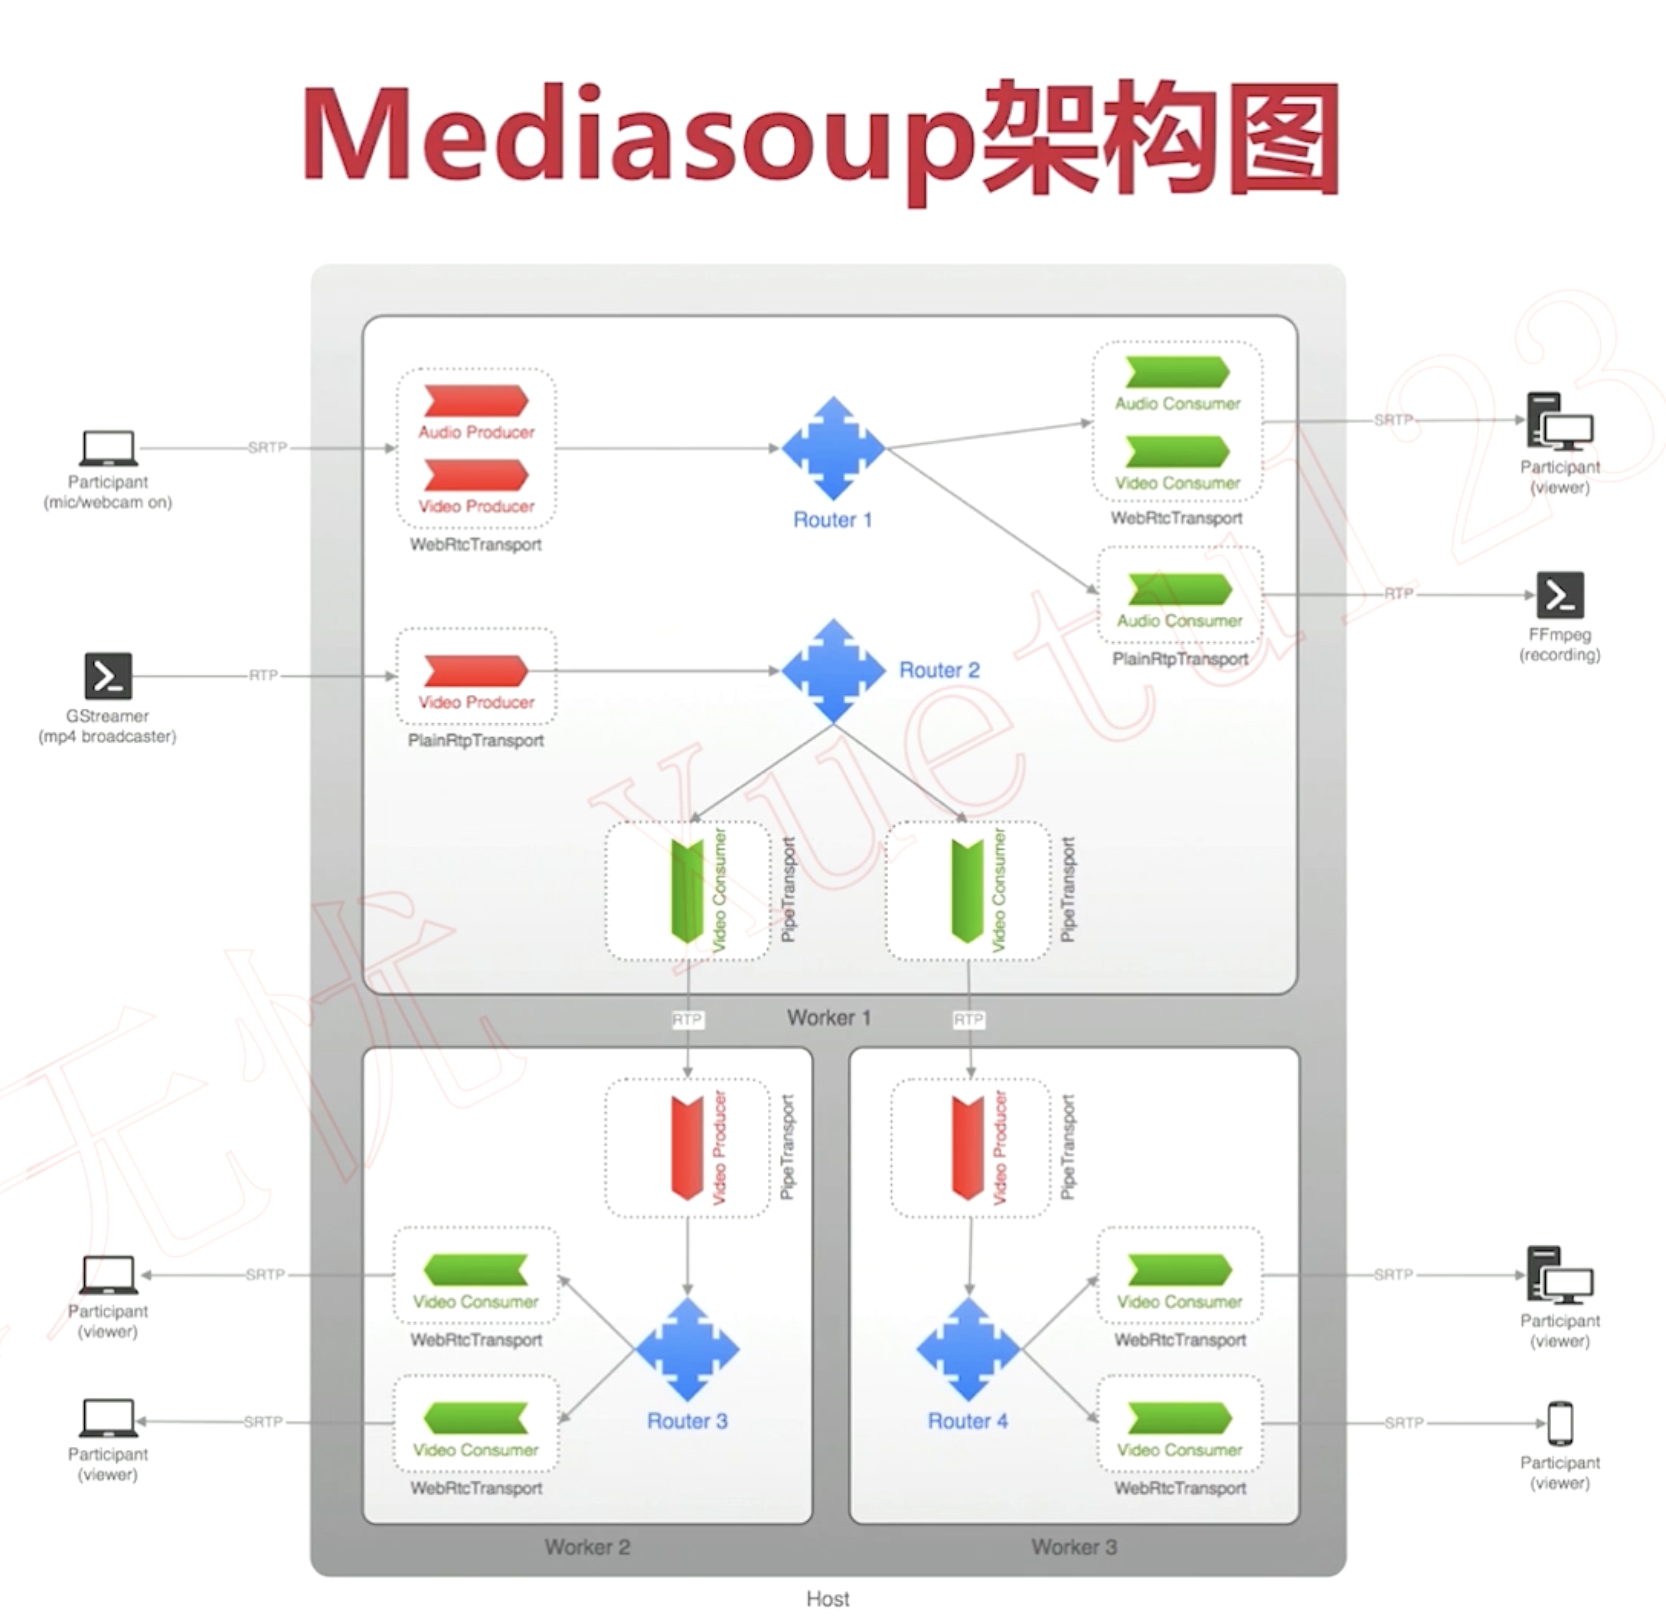 Mediasoup架构图
Audio Producer
Video Producer
WebRtcTransport
SRTP
Participant
(mic/webcam on)
Router 1
Audio Consumer
Video Consumer
WebRtcTransport
SRTP
Participant
(viewer)
Audio Consumer
PlainRtpTransport
RTP
FFmpeg
(recording)
RTP
GStreamer
(mp4 broadcaster)
Video Producer
PlainRtpTransport
Router 2
Video Consumer
PipeTransport
Video Consumer
PipeTransport
RTP
Worker 1
RTP
Video Producer
PipeTransport
Video Producer
PipeTransport
SRTP
Participant
(viewer)
Video Consumer
WebRtcTransport
SRTP
Participant
(viewer)
Video Consumer
WebRtcTransport
Router 3
Router 4
Video Consumer
WebRtcTransport
SRTP
Participant
(viewer)
Video Consumer
WebRtcTransport
SRTP
Participant
(viewer)
Worker 2
Worker 3
Host
无忧 Xuetu123